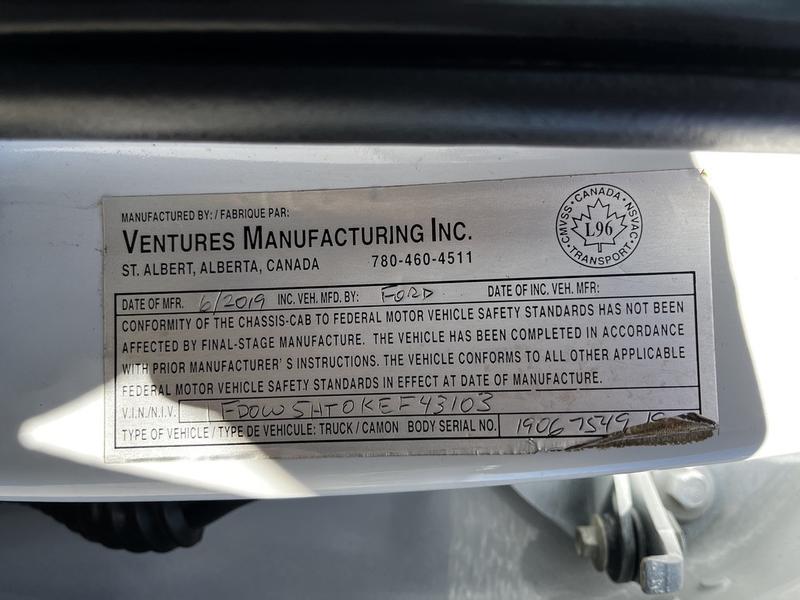 MANUFACTURED BY: / FABRIQUE PAR:
VENTURES MANUFACTURING INC.
ST. ALBERT, ALBERTA, CANADA 780-460-4511
CMVSS · CANADA · NSVAC · TRANSPORT
L96
DATE OF MFR. 6/2019 INC. VEH. MFD. BY: FORD DATE OF INC. VEH. MFR:
CONFORMITY OF THE CHASSIS-CAB TO FEDERAL MOTOR VEHICLE SAFETY STANDARDS HAS NOT BEEN
AFFECTED BY FINAL-STAGE MANUFACTURE. THE VEHICLE HAS BEEN COMPLETED IN ACCORDANCE
WITH PRIOR MANUFACTURER'S INSTRUCTIONS. THE VEHICLE CONFORMS TO ALL OTHER APPLICABLE
FEDERAL MOTOR VEHICLE SAFETY STANDARDS IN EFFECT AT DATE OF MANUFACTURE.
V.I.N./N.I.V. 1FDOW5HTOKEF43103
TYPE OF VEHICLE / TYPE DE VEHICULE: TRUCK / CAMON BODY SERIAL NO. 19067549